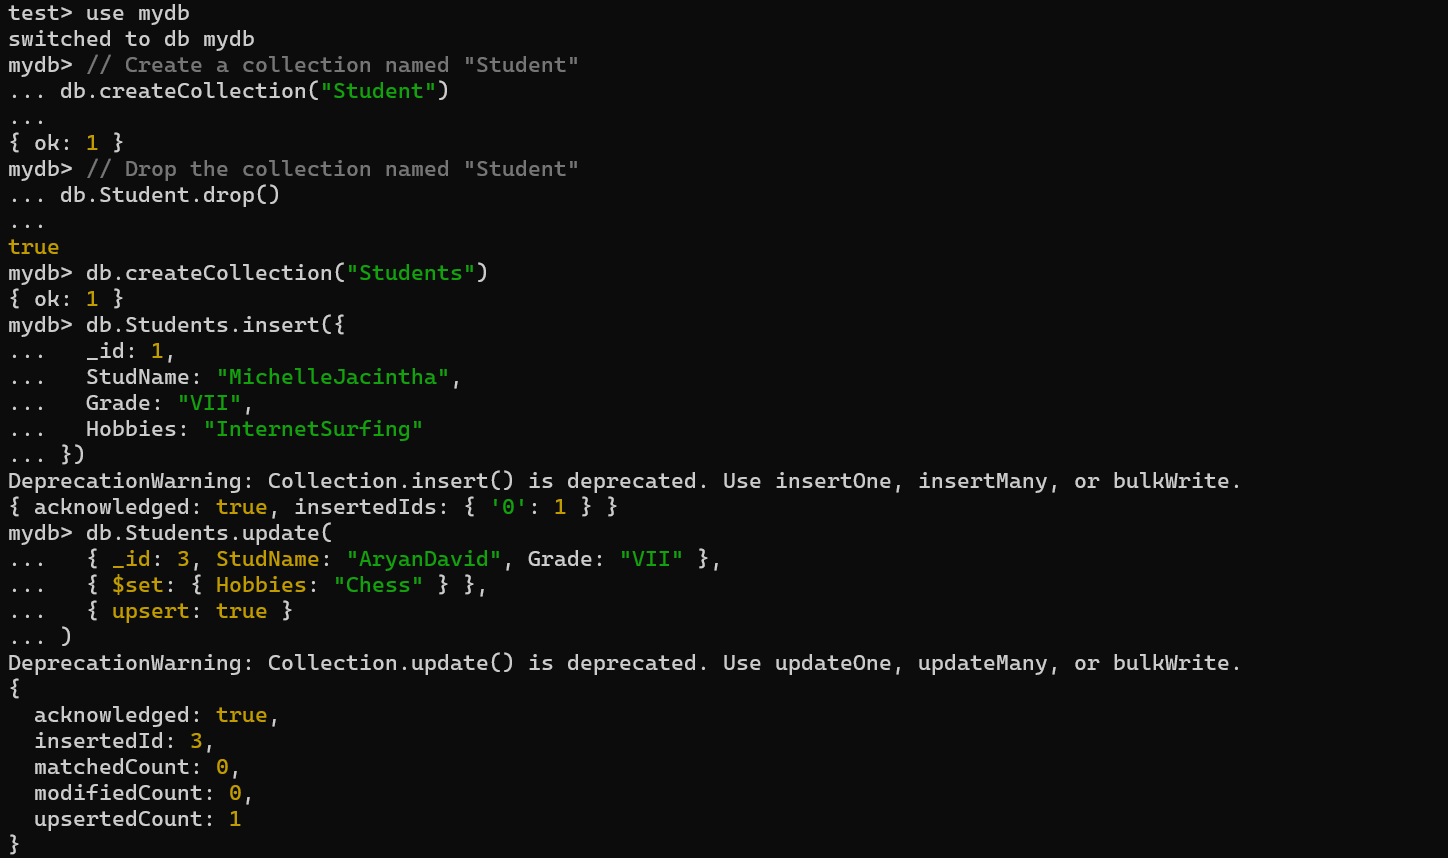 test> use mydb
switched to db mydb
mydb> // Create a collection named "Student"
... db.createCollection("Student")
...
{ ok: 1 }
mydb> // Drop the collection named "Student"
... db.Student.drop()
...
true
mydb> db.createCollection("Students")
{ ok: 1 }
mydb> db.Students.insert({
...   _id: 1,
...   StudName: "MichelleJacintha",
...   Grade: "VII",
...   Hobbies: "InternetSurfing"
... })
DeprecationWarning: Collection.insert() is deprecated. Use insertOne, insertMany, or bulkWrite.
{ acknowledged: true, insertedIds: { '0': 1 } }
mydb> db.Students.update(
...   { _id: 3, StudName: "AryanDavid", Grade: "VII" },
...   { $set: { Hobbies: "Chess" } },
...   { upsert: true }
... )
DeprecationWarning: Collection.update() is deprecated. Use updateOne, updateMany, or bulkWrite.
{
  acknowledged: true,
  insertedId: 3,
  matchedCount: 0,
  modifiedCount: 0,
  upsertedCount: 1
}